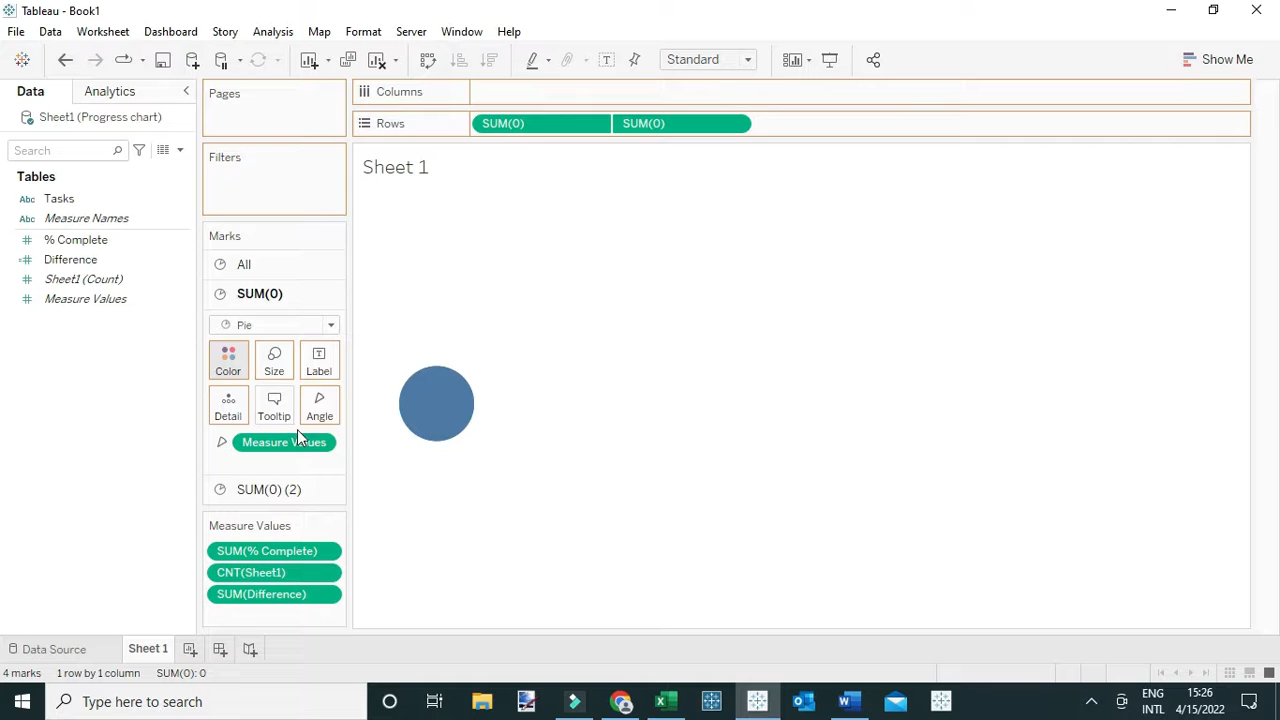 Tableau - Book1
File Data Worksheet Dashboard Story Analysis Map Format Server Window Help
Standard
Show Me
Data Analytics
Sheet1 (Progress chart)
Search
Tables
Abc Tasks
Abc Measure Names
% Complete
Difference
Sheet1 (Count)
Measure Values
Pages
Filters
Marks
All
SUM(0)
Pie
Color Size Label
Detail Tooltip Angle
Measure Values
SUM(0) (2)
Measure Values
SUM(% Complete)
CNT(Sheet1)
SUM(Difference)
Columns
Rows SUM(0) SUM(0)
Sheet 1
Data Source Sheet 1
4 marks 1 row by 1 column SUM(0): 0
Type here to search
ENG
INTL
15:26
4/15/2022